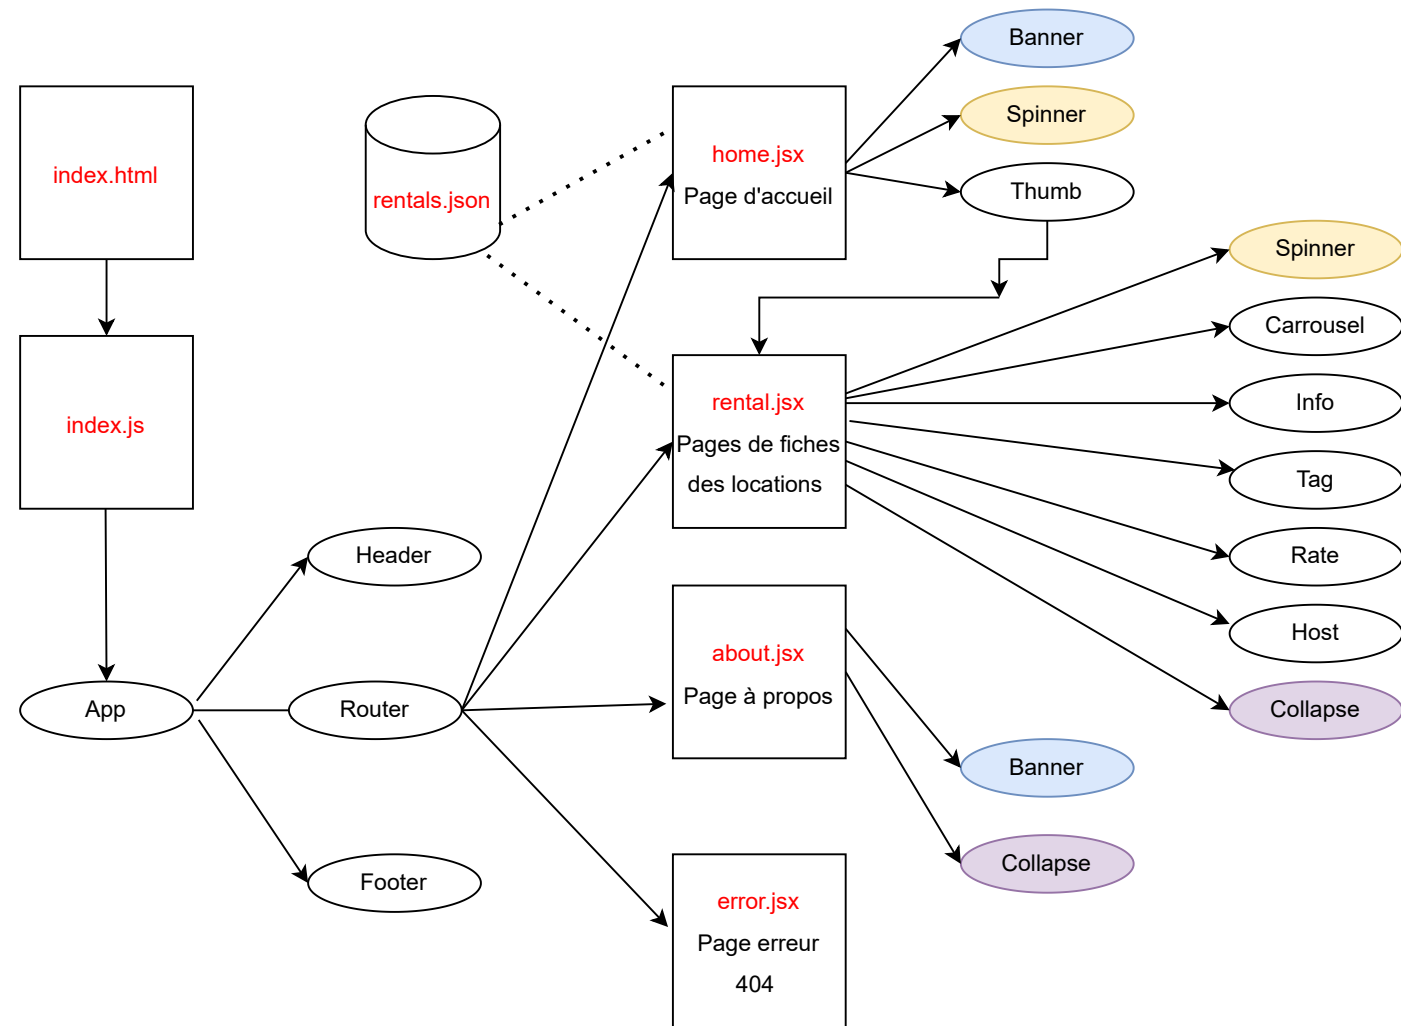 index.html
index.js
App
Header
Router
Footer
rentals.json
home.jsx
Page d'accueil
Banner
Spinner
Thumb
rental.jsx
Pages de fiches
des locations
Spinner
Carrousel
Info
Tag
Rate
Host
Collapse
about.jsx
Page à propos
Banner
Collapse
error.jsx
Page erreur
404